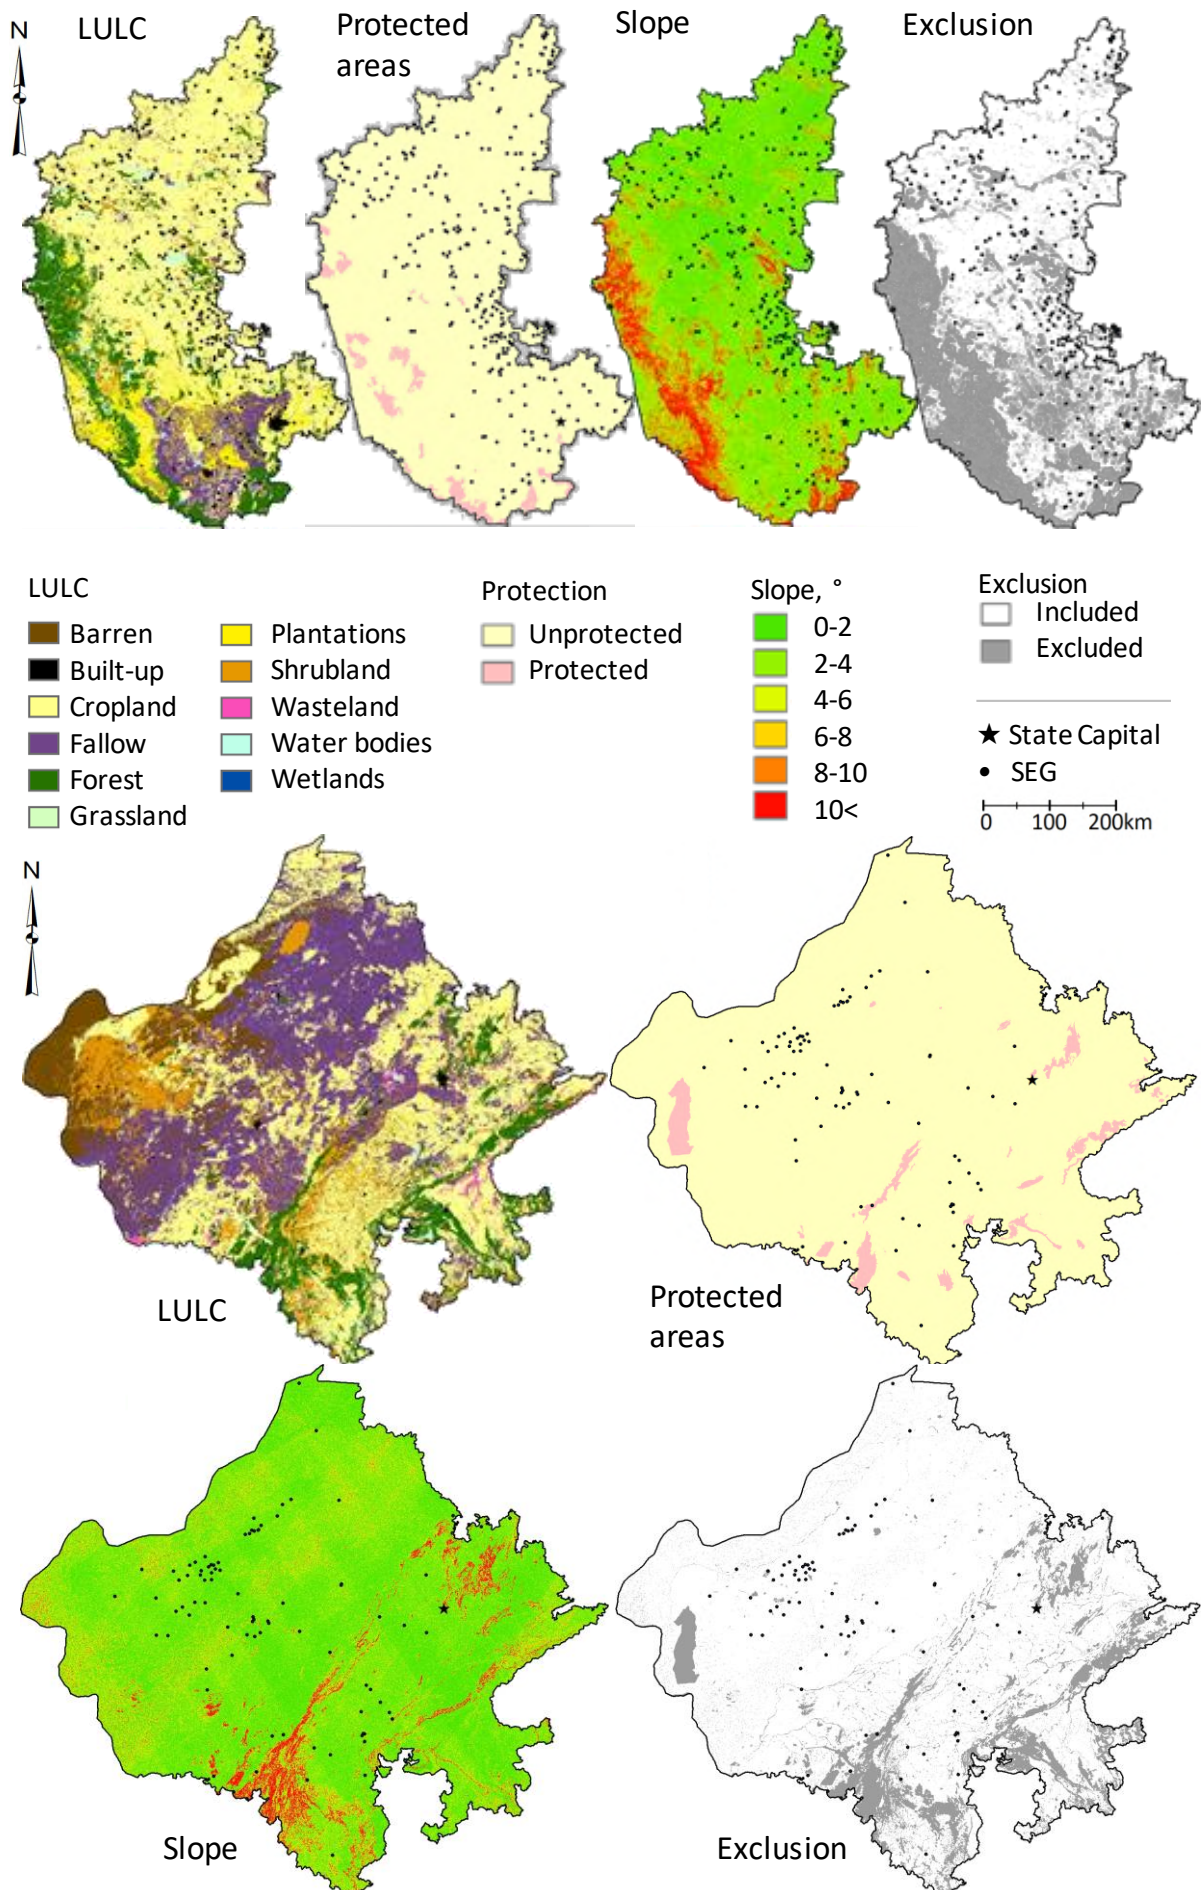 N
LULC
Protected
areas
Slope
Exclusion
LULC
Barren
Built-up
Cropland
Fallow
Forest
Grassland
Plantations
Shrubland
Wasteland
Water bodies
Wetlands
Protection
Unprotected
Protected
Slope, °
0-2
2-4
4-6
6-8
8-10
10<
Exclusion
Included
Excluded
State Capital
SEG
0 100 200km
N
LULC
Protected
areas
Slope
Exclusion